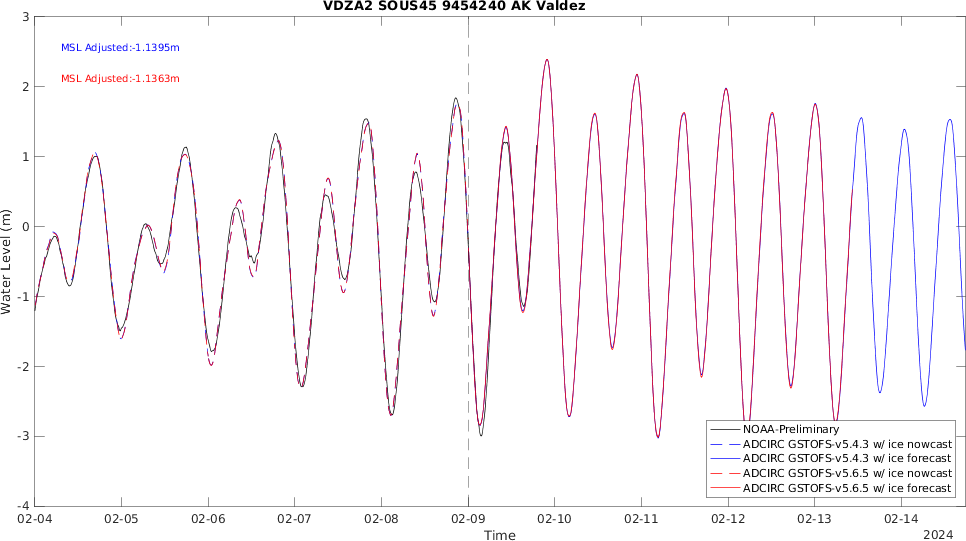 VDZA2 SOUS45 9454240 AK Valdez
MSL Adjusted:-1.1395m
MSL Adjusted:-1.1363m
Water Level (m)
3
2
1
0
-1
-2
-3
-4
NOAA-Preliminary
ADCIRC GSTOFS-v5.4.3 w/ ice nowcast
ADCIRC GSTOFS-v5.4.3 w/ ice forecast
ADCIRC GSTOFS-v5.6.5 w/ ice nowcast
ADCIRC GSTOFS-v5.6.5 w/ ice forecast
02-04 02-05 02-06 02-07 02-08 02-09 02-10 02-11 02-12 02-13 02-14
Time
2024